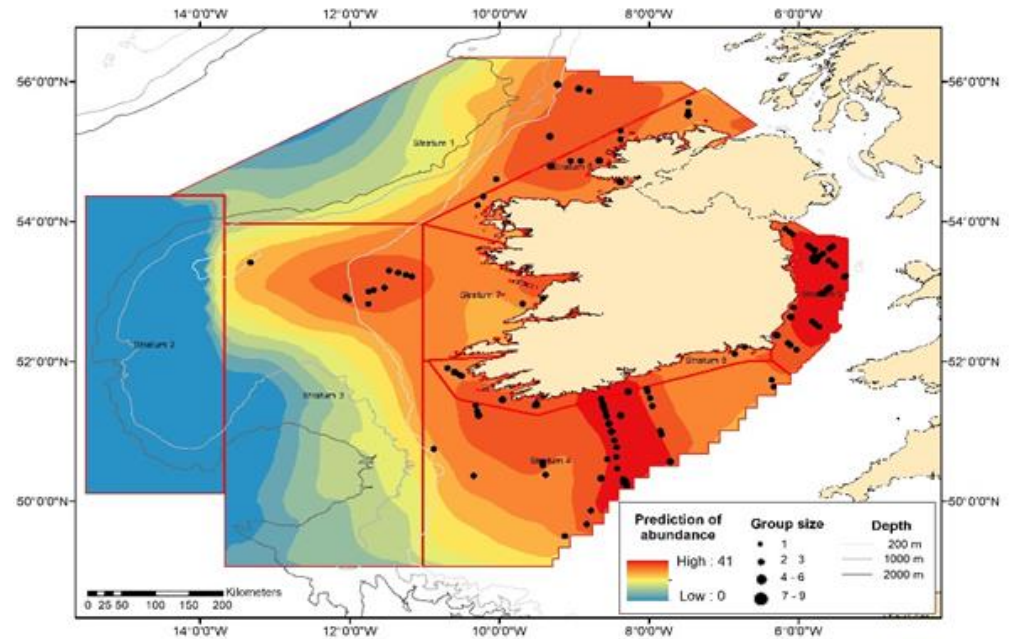 14°0'0"W 12°0'0"W 10°0'0"W 8°0'0"W 6°0'0"W
56°0'0"N 56°0'0"N
Stratum 1
54°0'0"N 54°0'0"N
Stratum 2
52°0'0"N 52°0'0"N
Stratum 3
Stratum 4
50°0'0"N 50°0'0"N
Prediction of abundance
High : 41
Low : 0
Group size
1
2 3
4 - 6
7 - 9
Depth
200 m
1000 m
2000 m
0 25 50 100 150 200 Kilometers
14°0'0"W 12°0'0"W 10°0'0"W 8°0'0"W 6°0'0"W